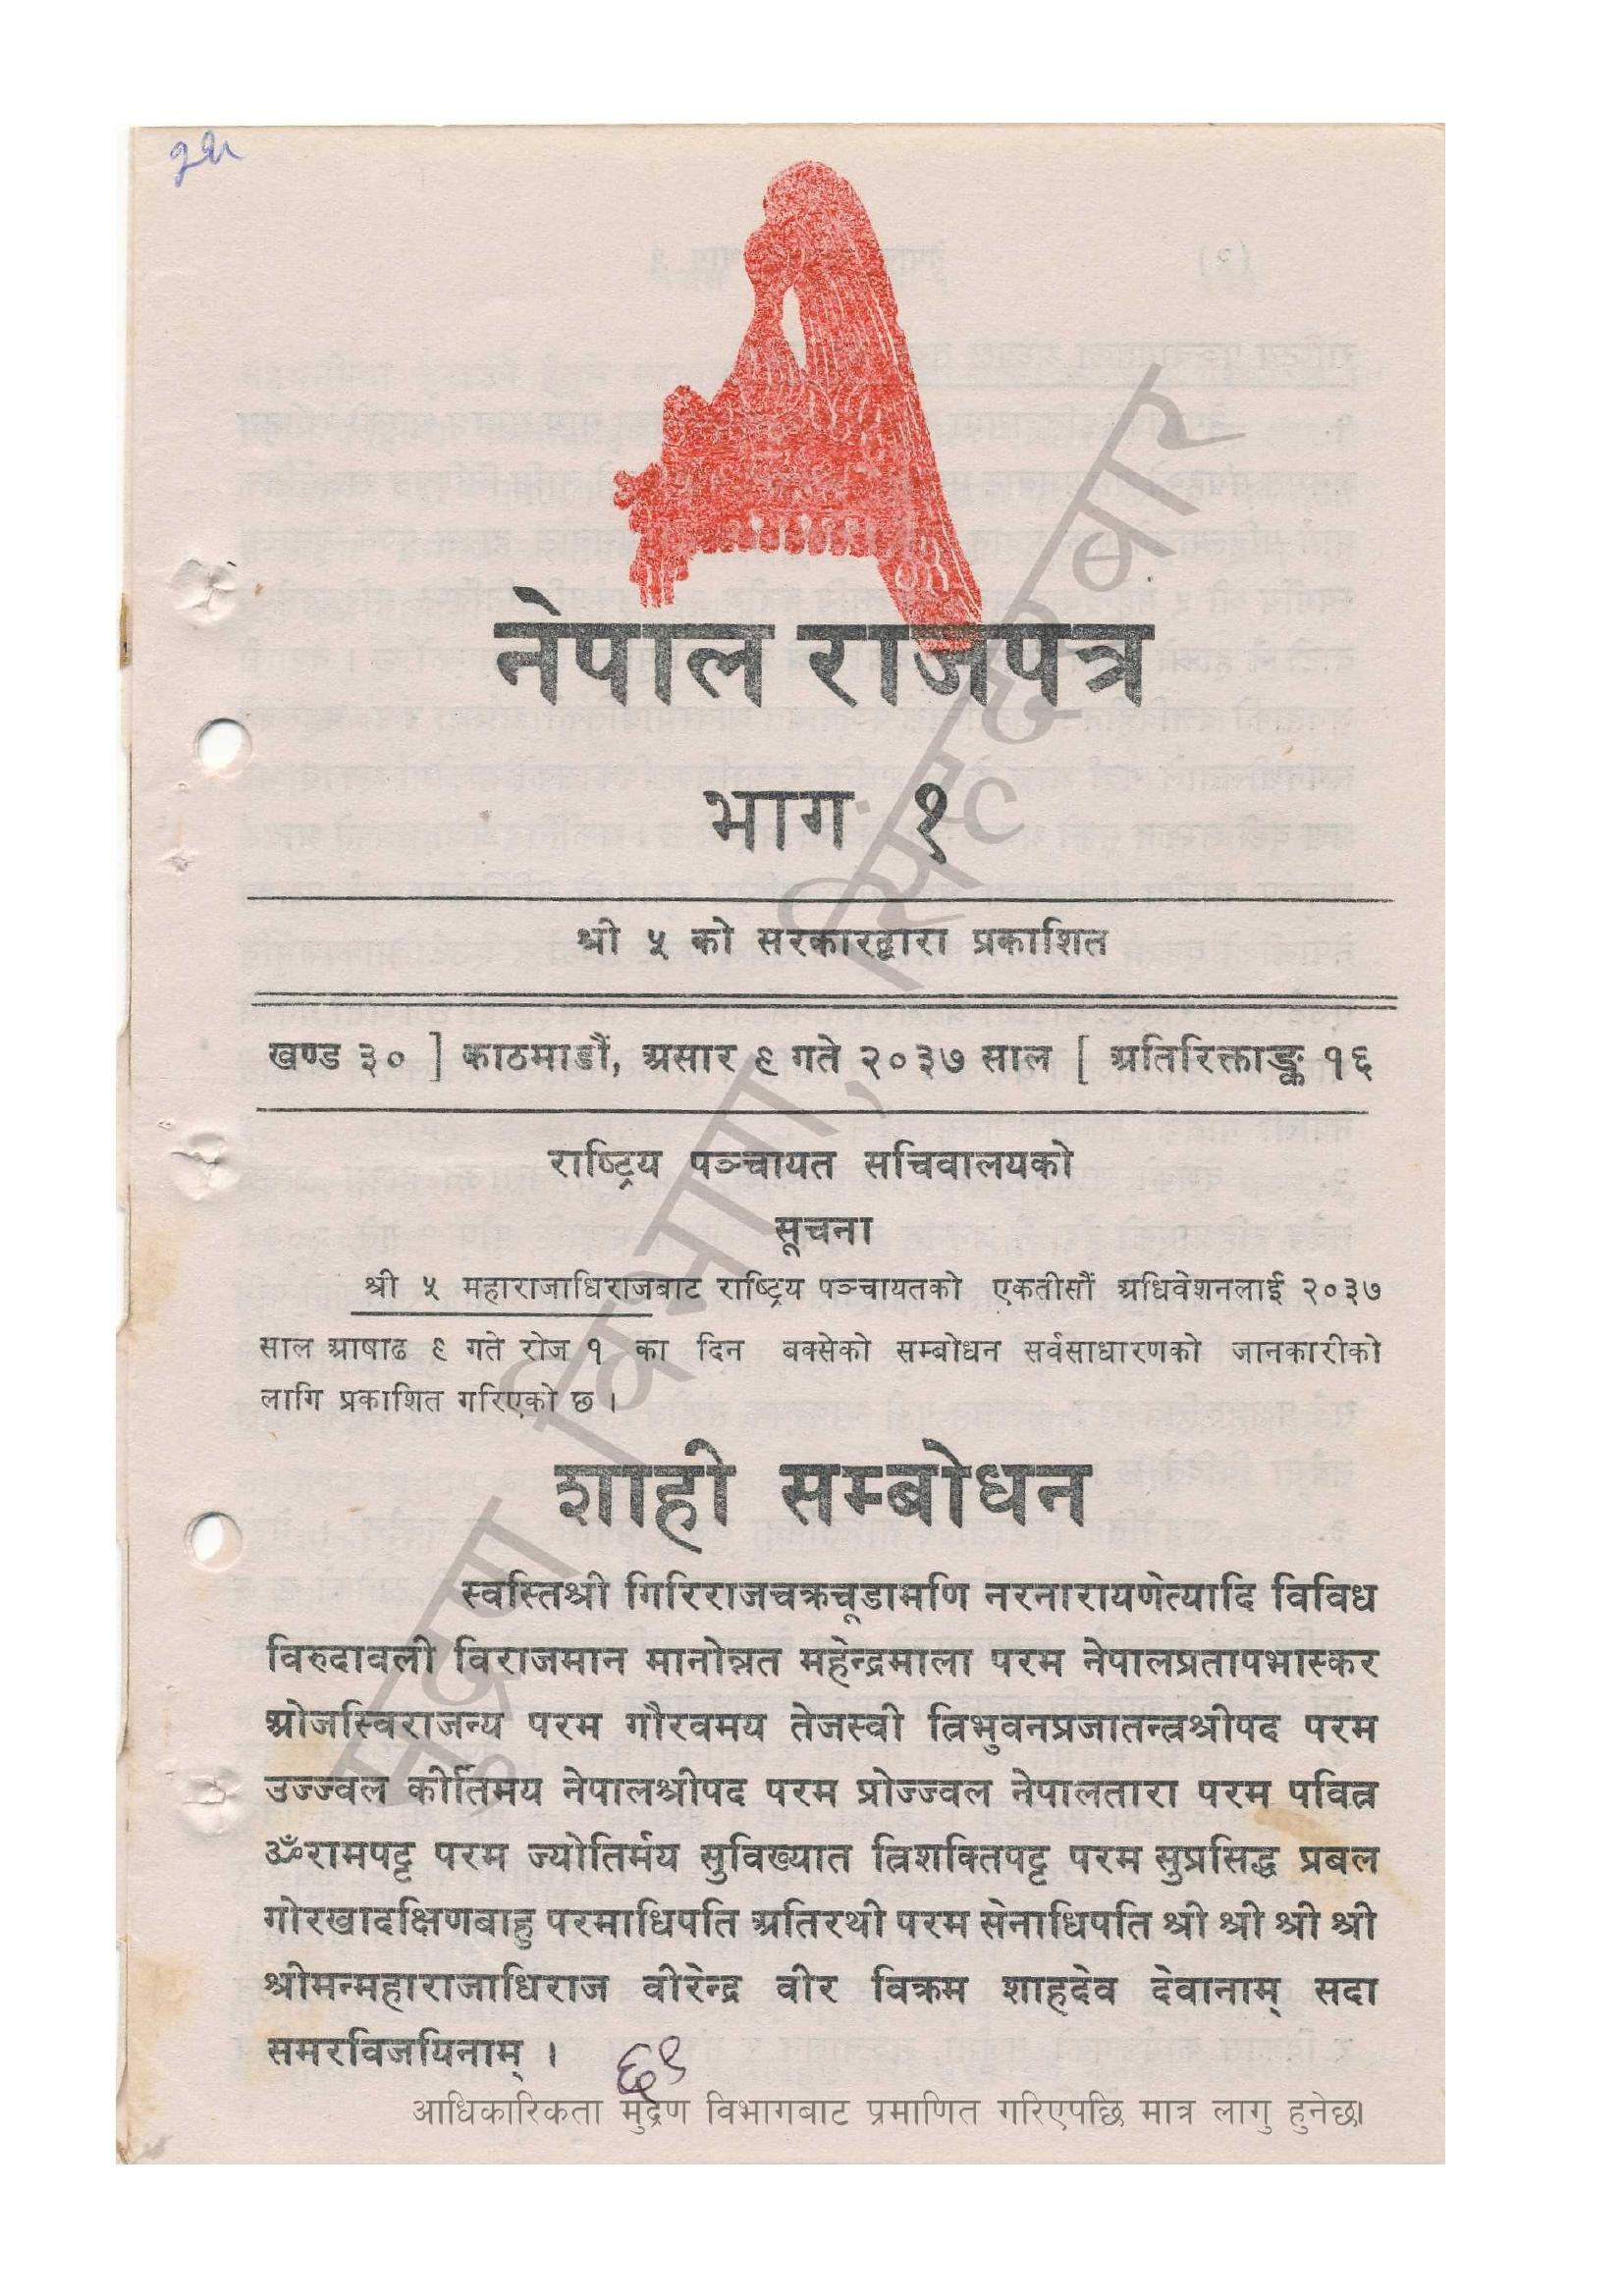 नेपाल राजपत्र
भाग १
श्री ५ को सरकारद्वारा प्रकाशित
खण्ड ३० ] काठमाडौं, असार ९ गते २०३७ साल [ अतिरिक्ताङ्क १६
राष्ट्रिय पञ्चायत सचिवालयको
सूचना
श्री ५ महाराजाधिराजबाट राष्ट्रिय पञ्चायतको एकतीसौं अधिवेशनलाई २०३७
साल आषाढ ९ गते रोज १ का दिन बक्सेको सम्बोधन सर्वसाधारणको जानकारीको
लागि प्रकाशित गरिएको छ ।
शाही सम्बोधन
स्वस्तिश्री गिरिराजचक्रचूडामणि नरनारायणेत्यादि विविध
विरुदावली विराजमान मानोन्नत महेन्द्रमाला परम नेपालप्रतापभास्कर
ओजस्विराजन्य परम गौरवमय तेजस्वी त्रिभुवनप्रजातन्त्रश्रीपद परम
उज्ज्वल कीर्तिमय नेपालश्रीपद परम प्रोज्ज्वल नेपालतारा परम पवित्र
ॐरामपट्ट परम ज्योतिर्मय सुविख्यात त्रिशक्तिपट्ट परम सुप्रसिद्ध प्रबल
गोरखादक्षिणबाहु परमाधिपति अतिरथी परम सेनाधिपति श्री श्री श्री श्री
श्रीमन्महाराजाधिराज वीरेन्द्र वीर विक्रम शाहदेव देवानाम् सदा
समरविजयिनाम् ।
६९
आधिकारिकता मुद्रण विभागबाट प्रमाणित गरिएपछि मात्र लागु हुनेछ।
मुद्रण विभाग, सिंहदरबार